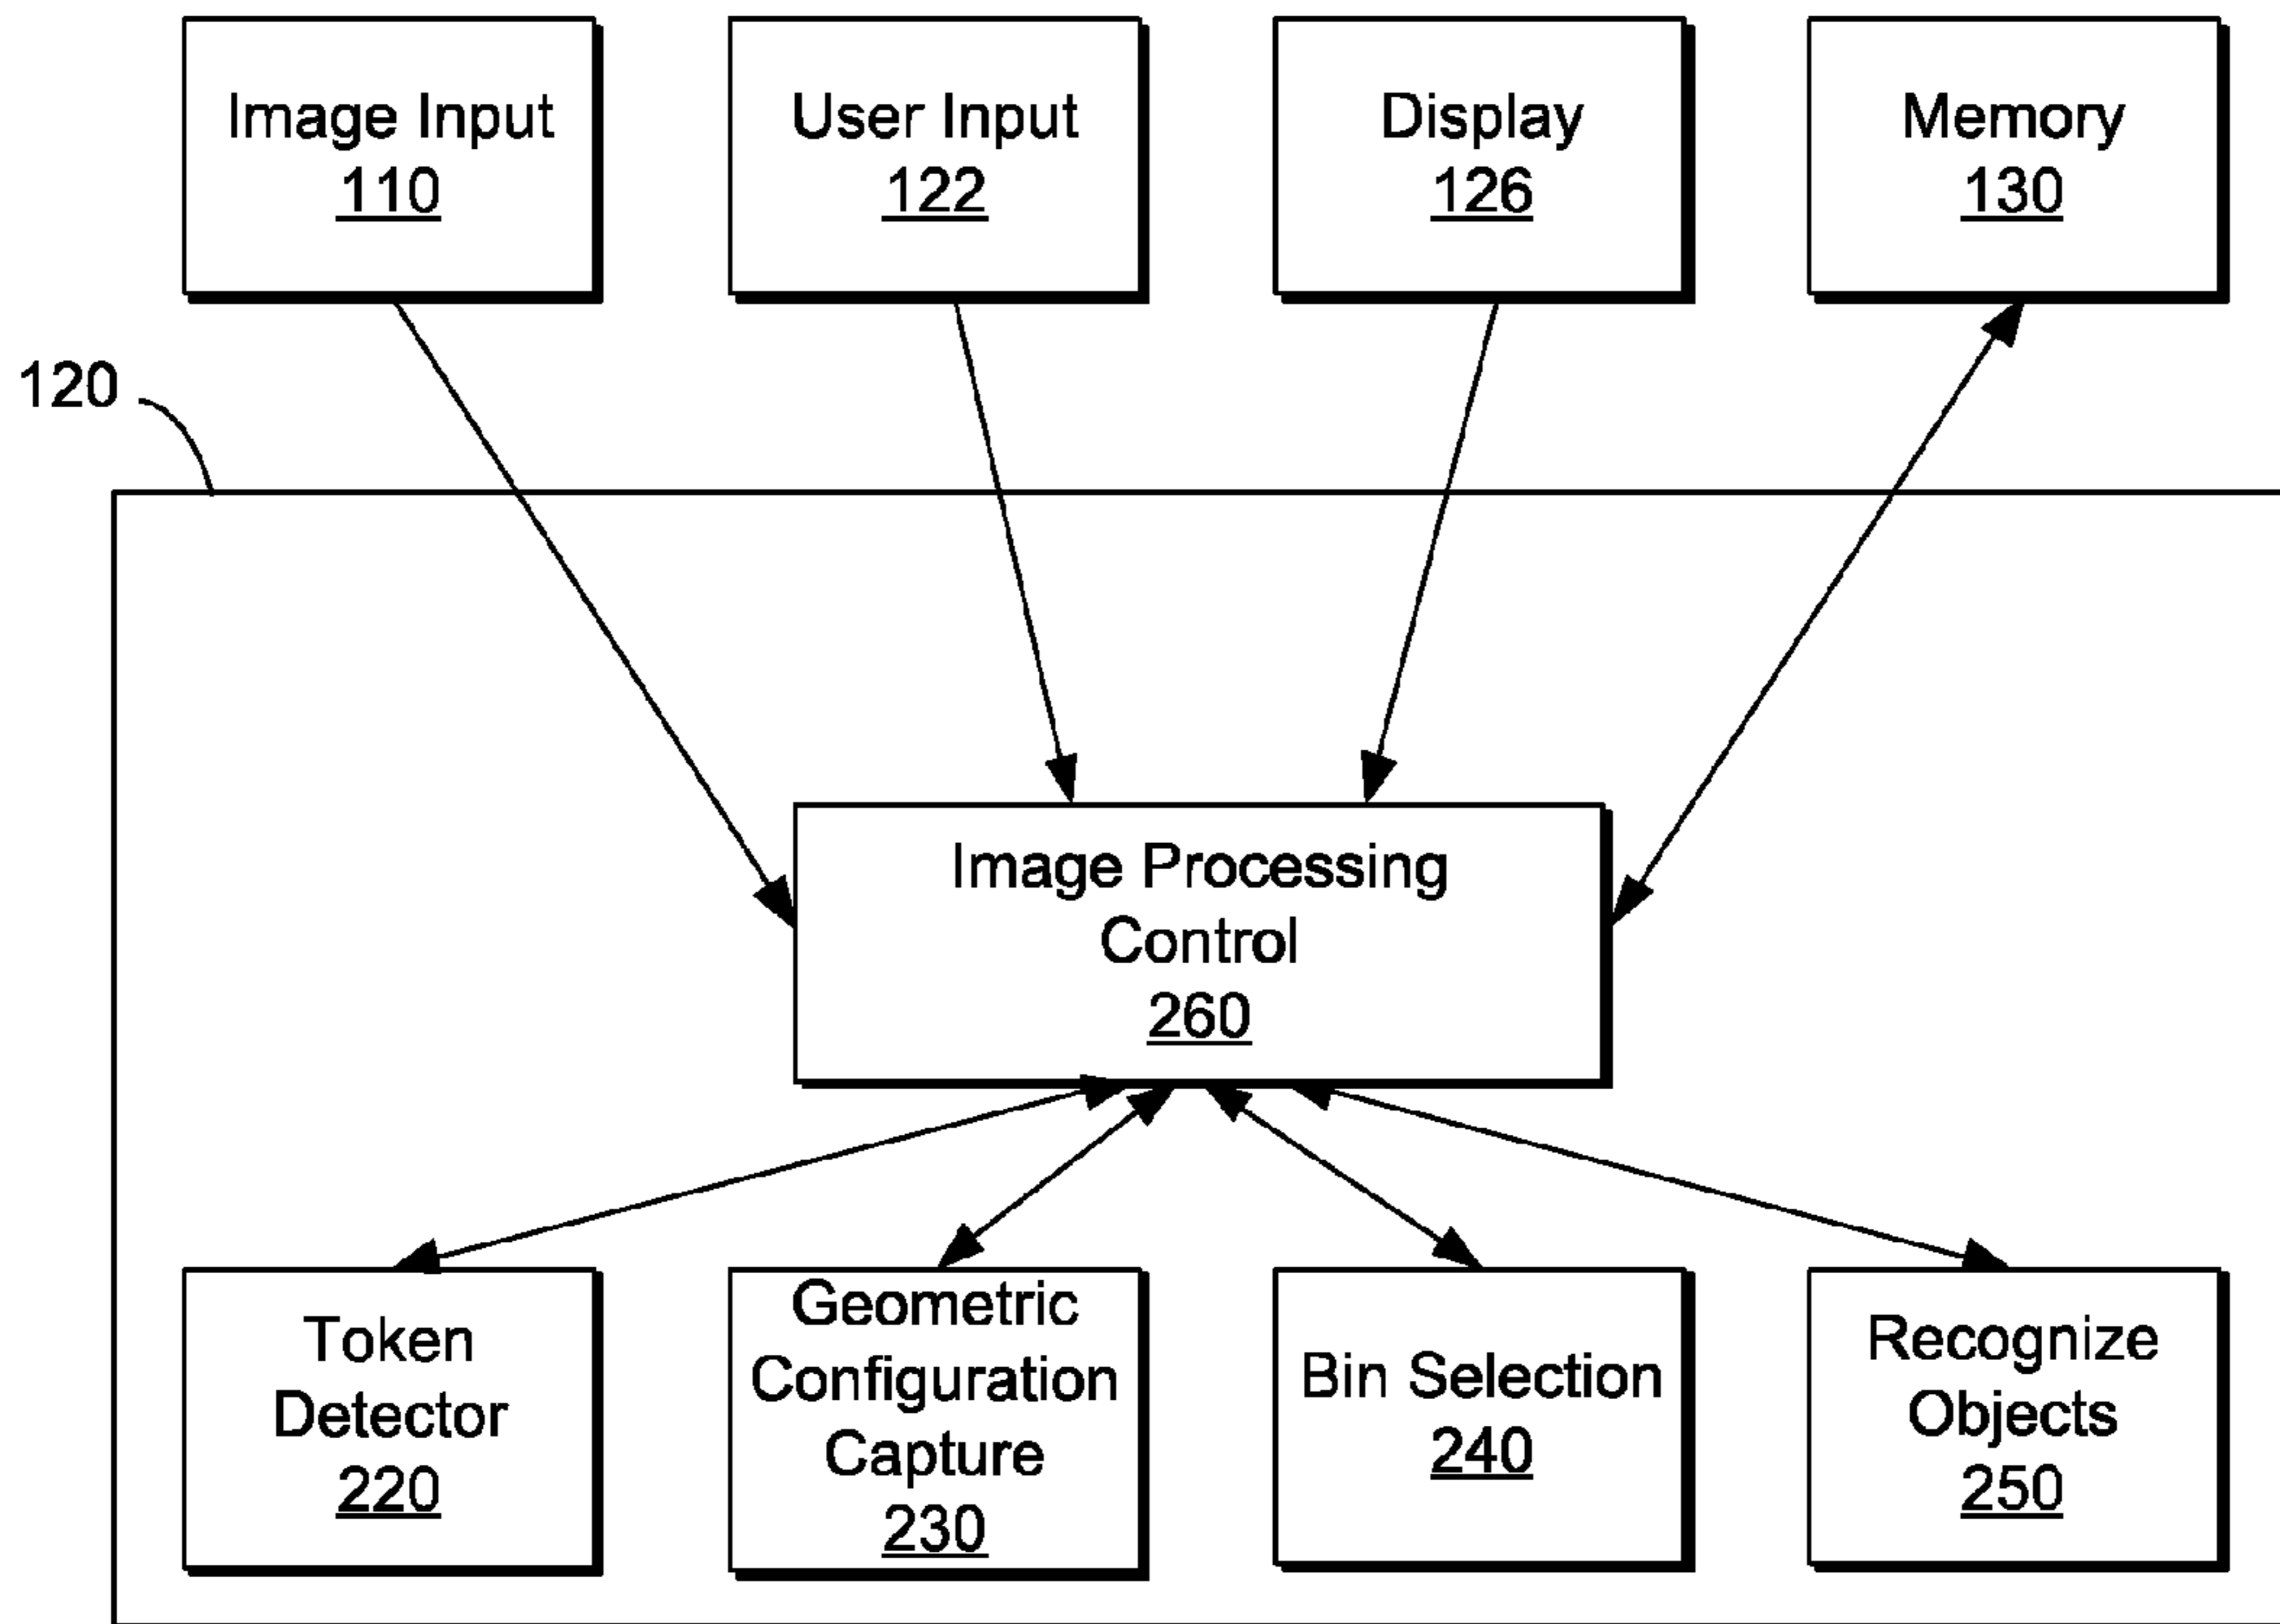 Image Input
110
User Input
122
Display
126
Memory
130
120
Image Processing
Control
260
Token
Detector
220
Geometric
Configuration
Capture
230
Bin Selection
240
Recognize
Objects
250